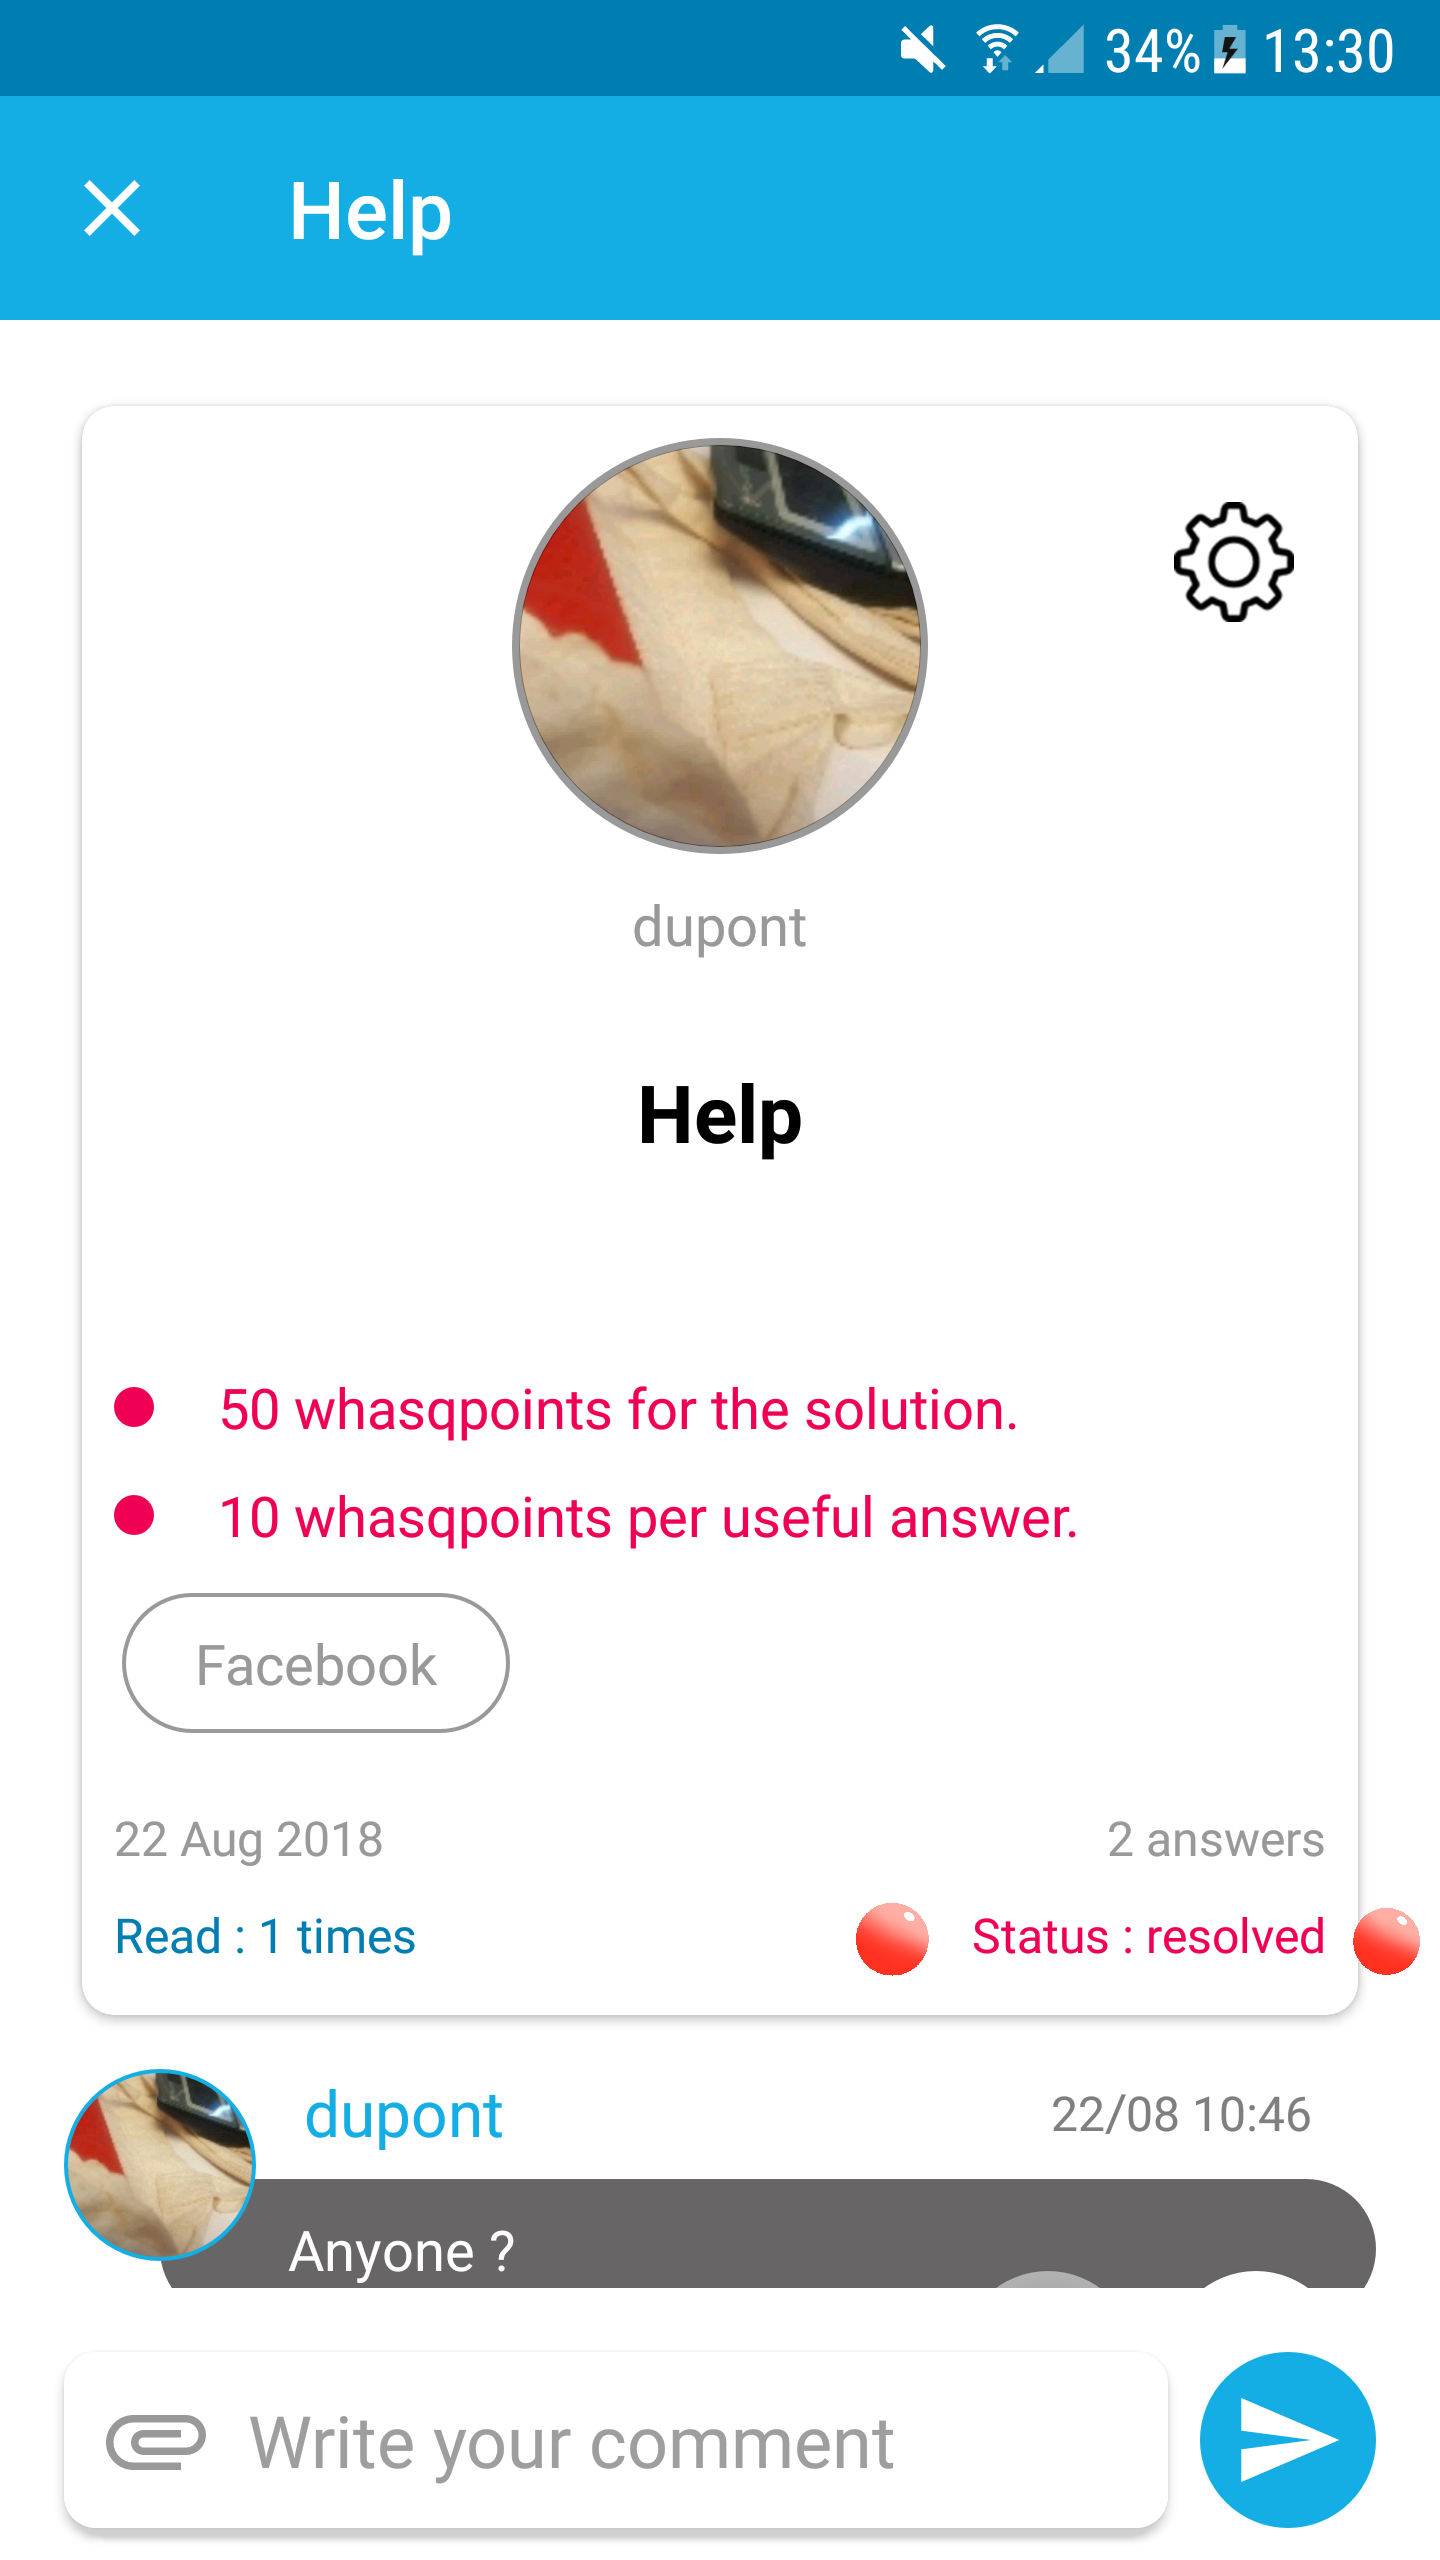 34% 13:30
Help
dupont
Help
50 whasqpoints for the solution.
10 whasqpoints per useful answer.
Facebook
22 Aug 2018 2 answers
Read : 1 times Status : resolved
dupont 22/08 10:46
Anyone ?
Write your comment